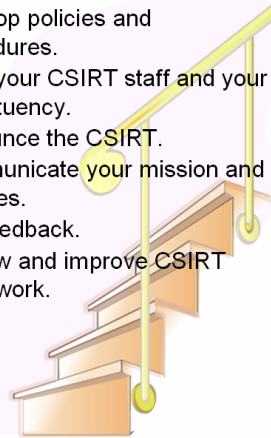 op policies and
dures.
your CSIRT staff and your
tuency.
unce the CSIRT.
municate your mission and
es.
eedback.
w and improve CSIRT
work.